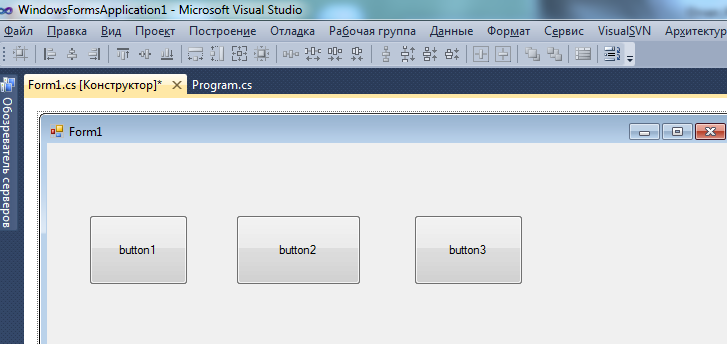 WindowsFormsApplication1 - Microsoft Visual Studio
Файл Правка Вид Проект Построение Отладка Рабочая группа Данные Формат Сервис VisualSVN Архитектур
Form1.cs [Конструктор]* Program.cs
Обозреватель серверов
Form1
button1 button2 button3